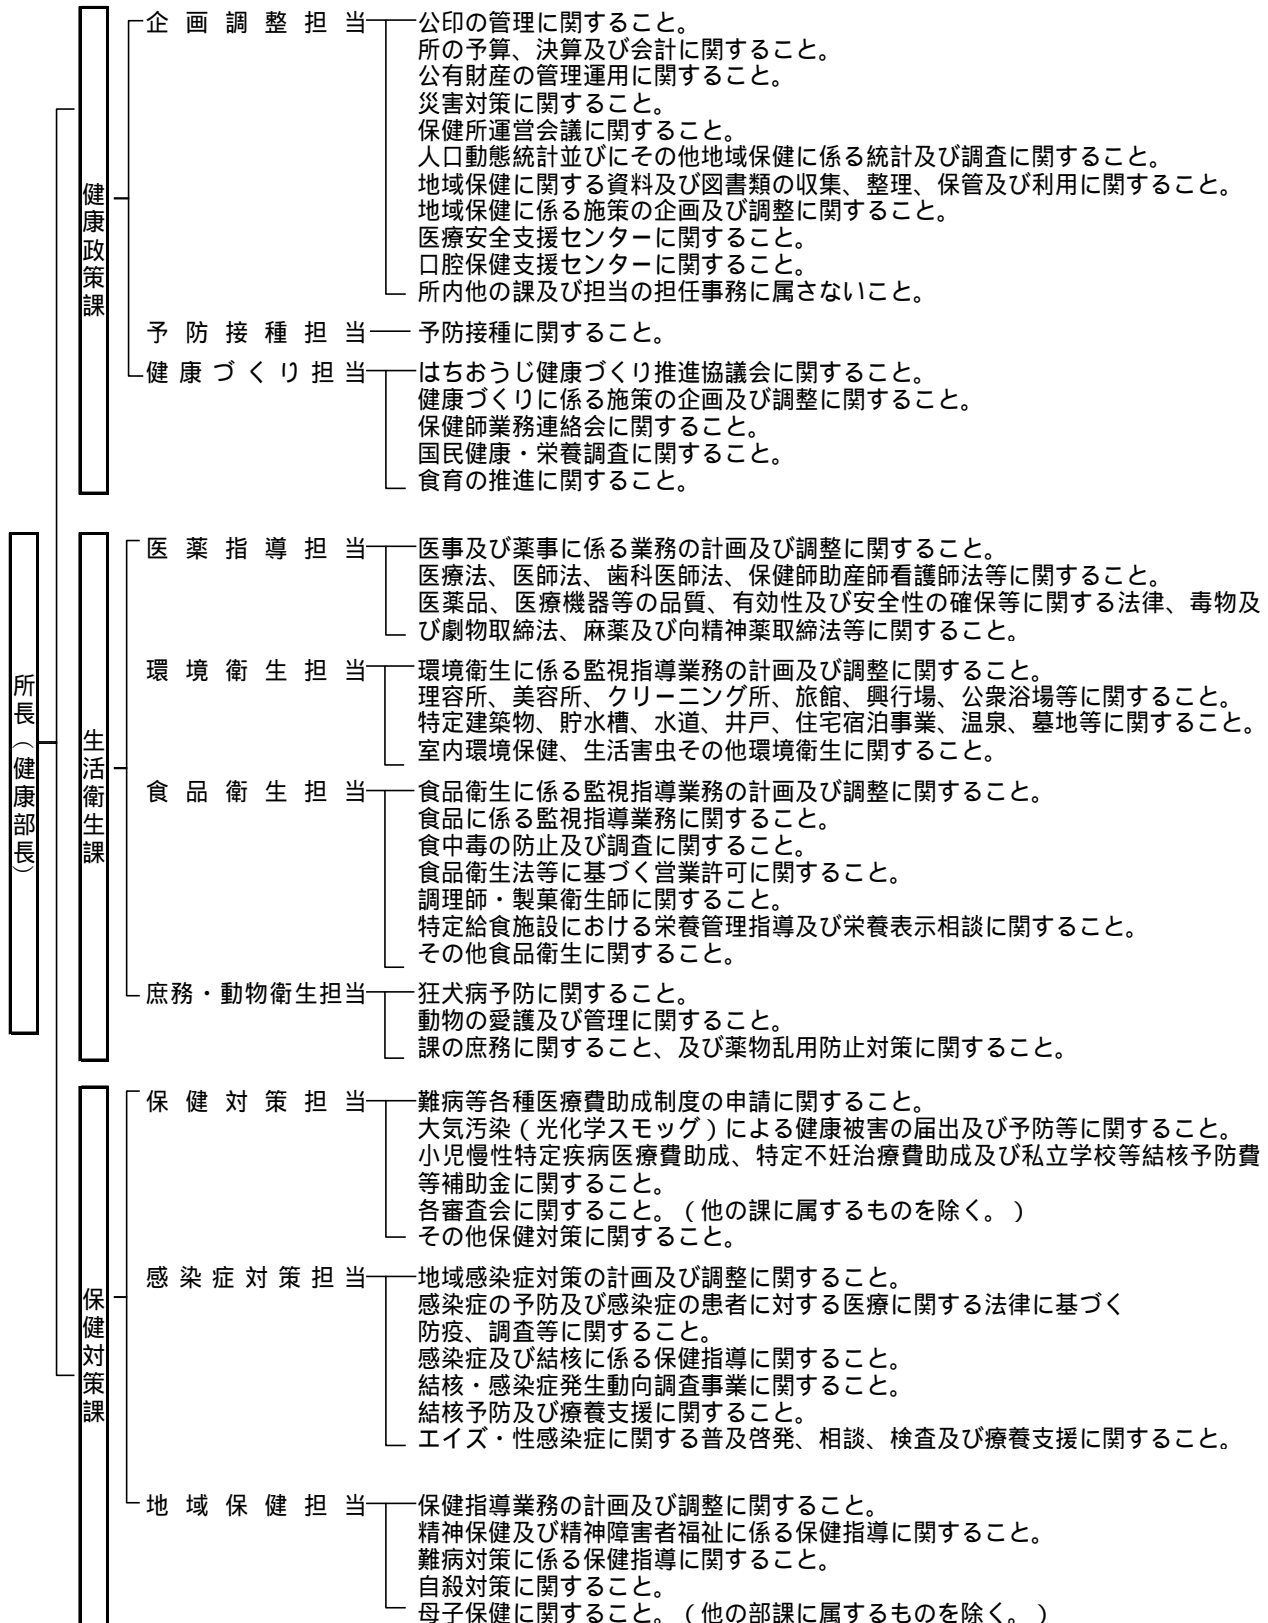 所長（健康部長）
健康政策課
企画調整担当
公印の管理に関すること。
所の予算、決算及び会計に関すること。
公有財産の管理運用に関すること。
災害対策に関すること。
保健所運営会議に関すること。
人口動態統計並びにその他地域保健に係る統計及び調査に関すること。
地域保健に関する資料及び図書類の収集、整理、保管及び利用に関すること。
地域保健に係る施策の企画及び調整に関すること。
医療安全支援センターに関すること。
口腔保健支援センターに関すること。
所内他の課及び担当の担任事務に属さないこと。
予防接種担当
予防接種に関すること。
健康づくり担当
はちおうじ健康づくり推進協議会に関すること。
健康づくりに係る施策の企画及び調整に関すること。
保健師業務連絡会に関すること。
国民健康・栄養調査に関すること。
食育の推進に関すること。
生活衛生課
医薬指導担当
医事及び薬事に係る業務の計画及び調整に関すること。
医療法、医師法、歯科医師法、保健師助産師看護師法等に関すること。
医薬品、医療機器等の品質、有効性及び安全性の確保等に関する法律、毒物及
び劇物取締法、麻薬及び向精神薬取締法等に関すること。
環境衛生担当
環境衛生に係る監視指導業務の計画及び調整に関すること。
理容所、美容所、クリーニング所、旅館、興行場、公衆浴場等に関すること。
特定建築物、貯水槽、水道、井戸、住宅宿泊事業、温泉、墓地等に関すること。
室内環境保健、生活害虫その他環境衛生に関すること。
食品衛生担当
食品衛生に係る監視指導業務の計画及び調整に関すること。
食品に係る監視指導業務に関すること。
食中毒の防止及び調査に関すること。
食品衛生法等に基づく営業許可に関すること。
調理師・製菓衛生師に関すること。
特定給食施設における栄養管理指導及び栄養表示相談に関すること。
その他食品衛生に関すること。
庶務・動物衛生担当
狂犬病予防に関すること。
動物の愛護及び管理に関すること。
課の庶務に関すること、及び薬物乱用防止対策に関すること。
保健対策課
保健対策担当
難病等各種医療費助成制度の申請に関すること。
大気汚染（光化学スモッグ）による健康被害の届出及び予防等に関すること。
小児慢性特定疾病医療費助成、特定不妊治療費助成及び私立学校等結核予防費
等補助金に関すること。
各審査会に関すること。（他の課に属するものを除く。）
その他保健対策に関すること。
感染症対策担当
地域感染症対策の計画及び調整に関すること。
感染症の予防及び感染症の患者に対する医療に関する法律に基づく
防疫、調査等に関すること。
感染症及び結核に係る保健指導に関すること。
結核・感染症発生動向調査事業に関すること。
結核予防及び療養支援に関すること。
エイズ・性感染症に関する普及啓発、相談、検査及び療養支援に関すること。
地域保健担当
保健指導業務の計画及び調整に関すること。
精神保健及び精神障害者福祉に係る保健指導に関すること。
難病対策に係る保健指導に関すること。
自殺対策に関すること。
母子保健に関すること。（他の部課に属するものを除く。）